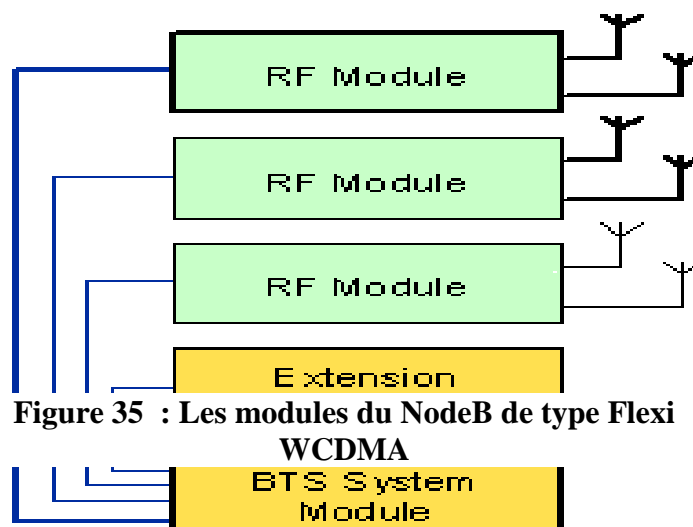 RF Module
RF Module
RF Module
Extension
Figure 35 : Les modules du NodeB de type Flexi
WCDMA
BTS System
Module